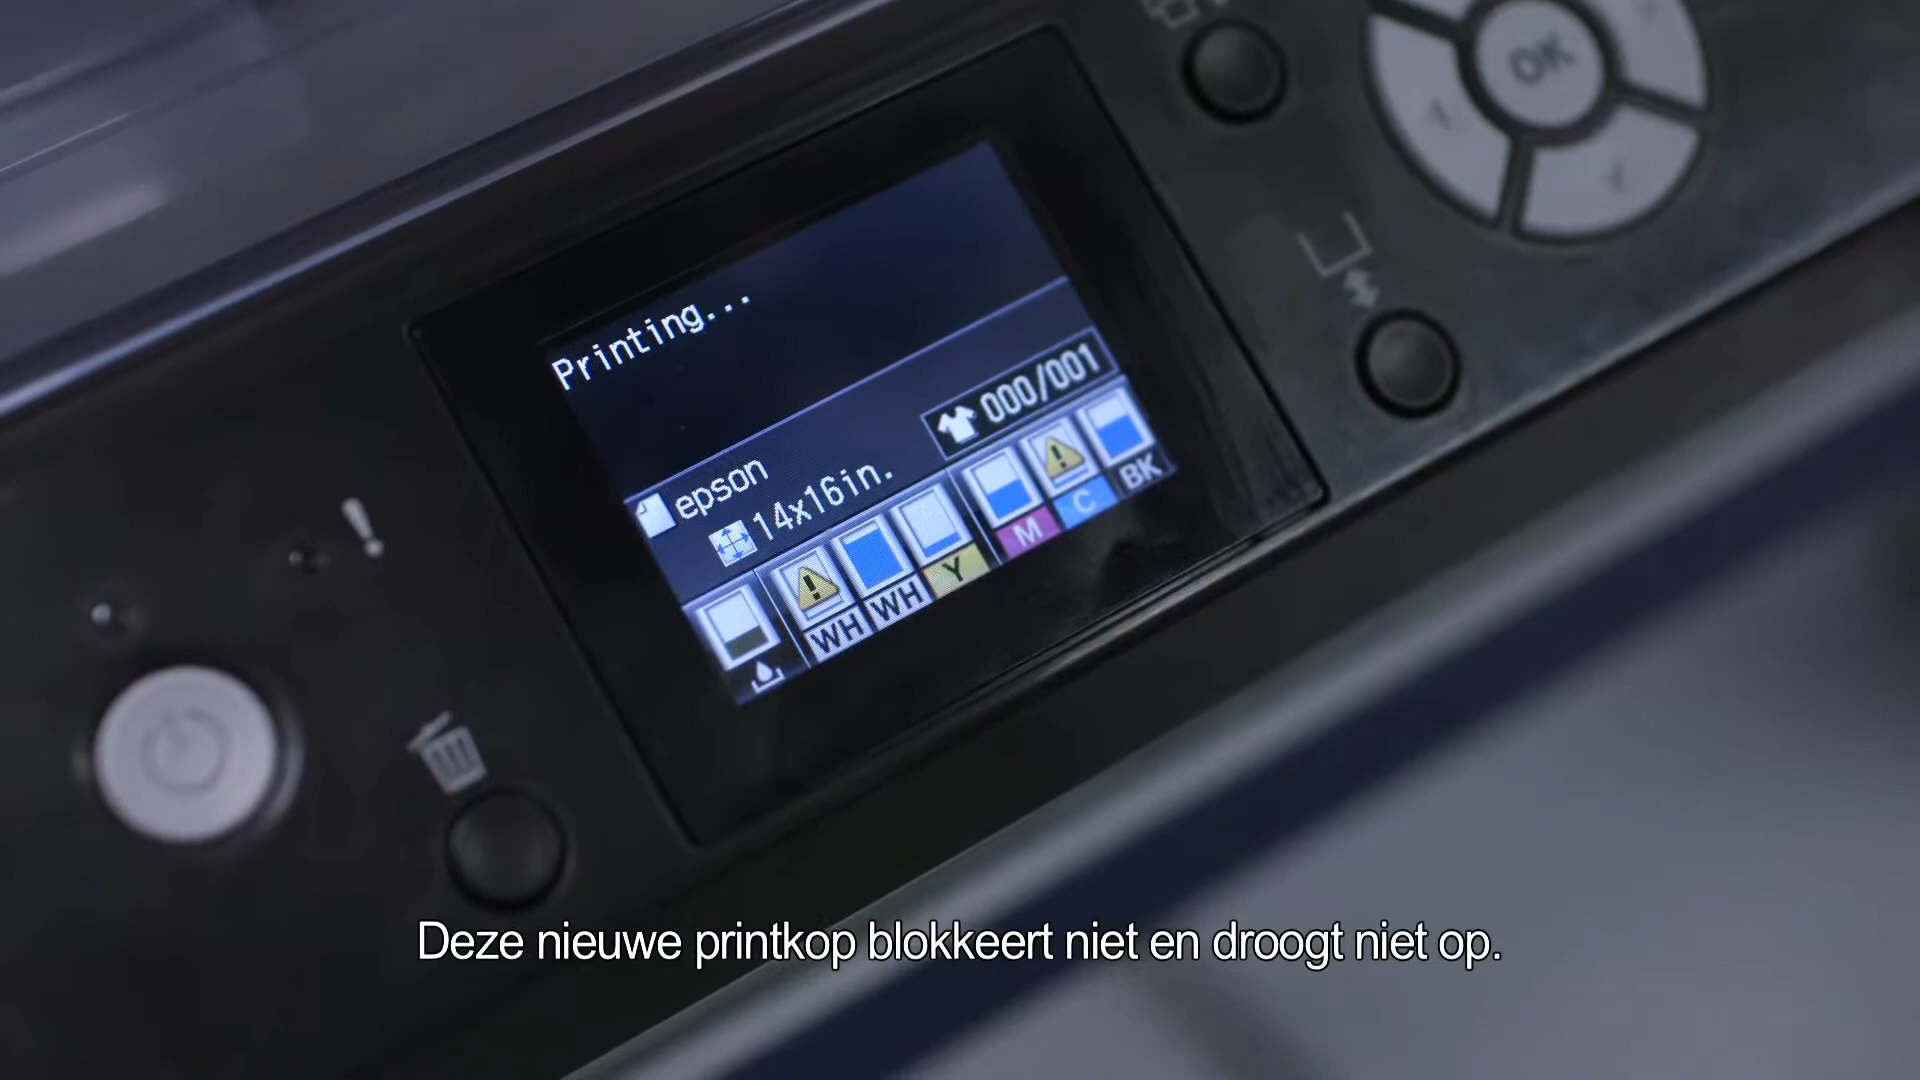 OK
Printing...
000/001
epson
14x16in.
WH WH Y M C BK
Deze nieuwe printkop blokkeert niet en droogt niet op.